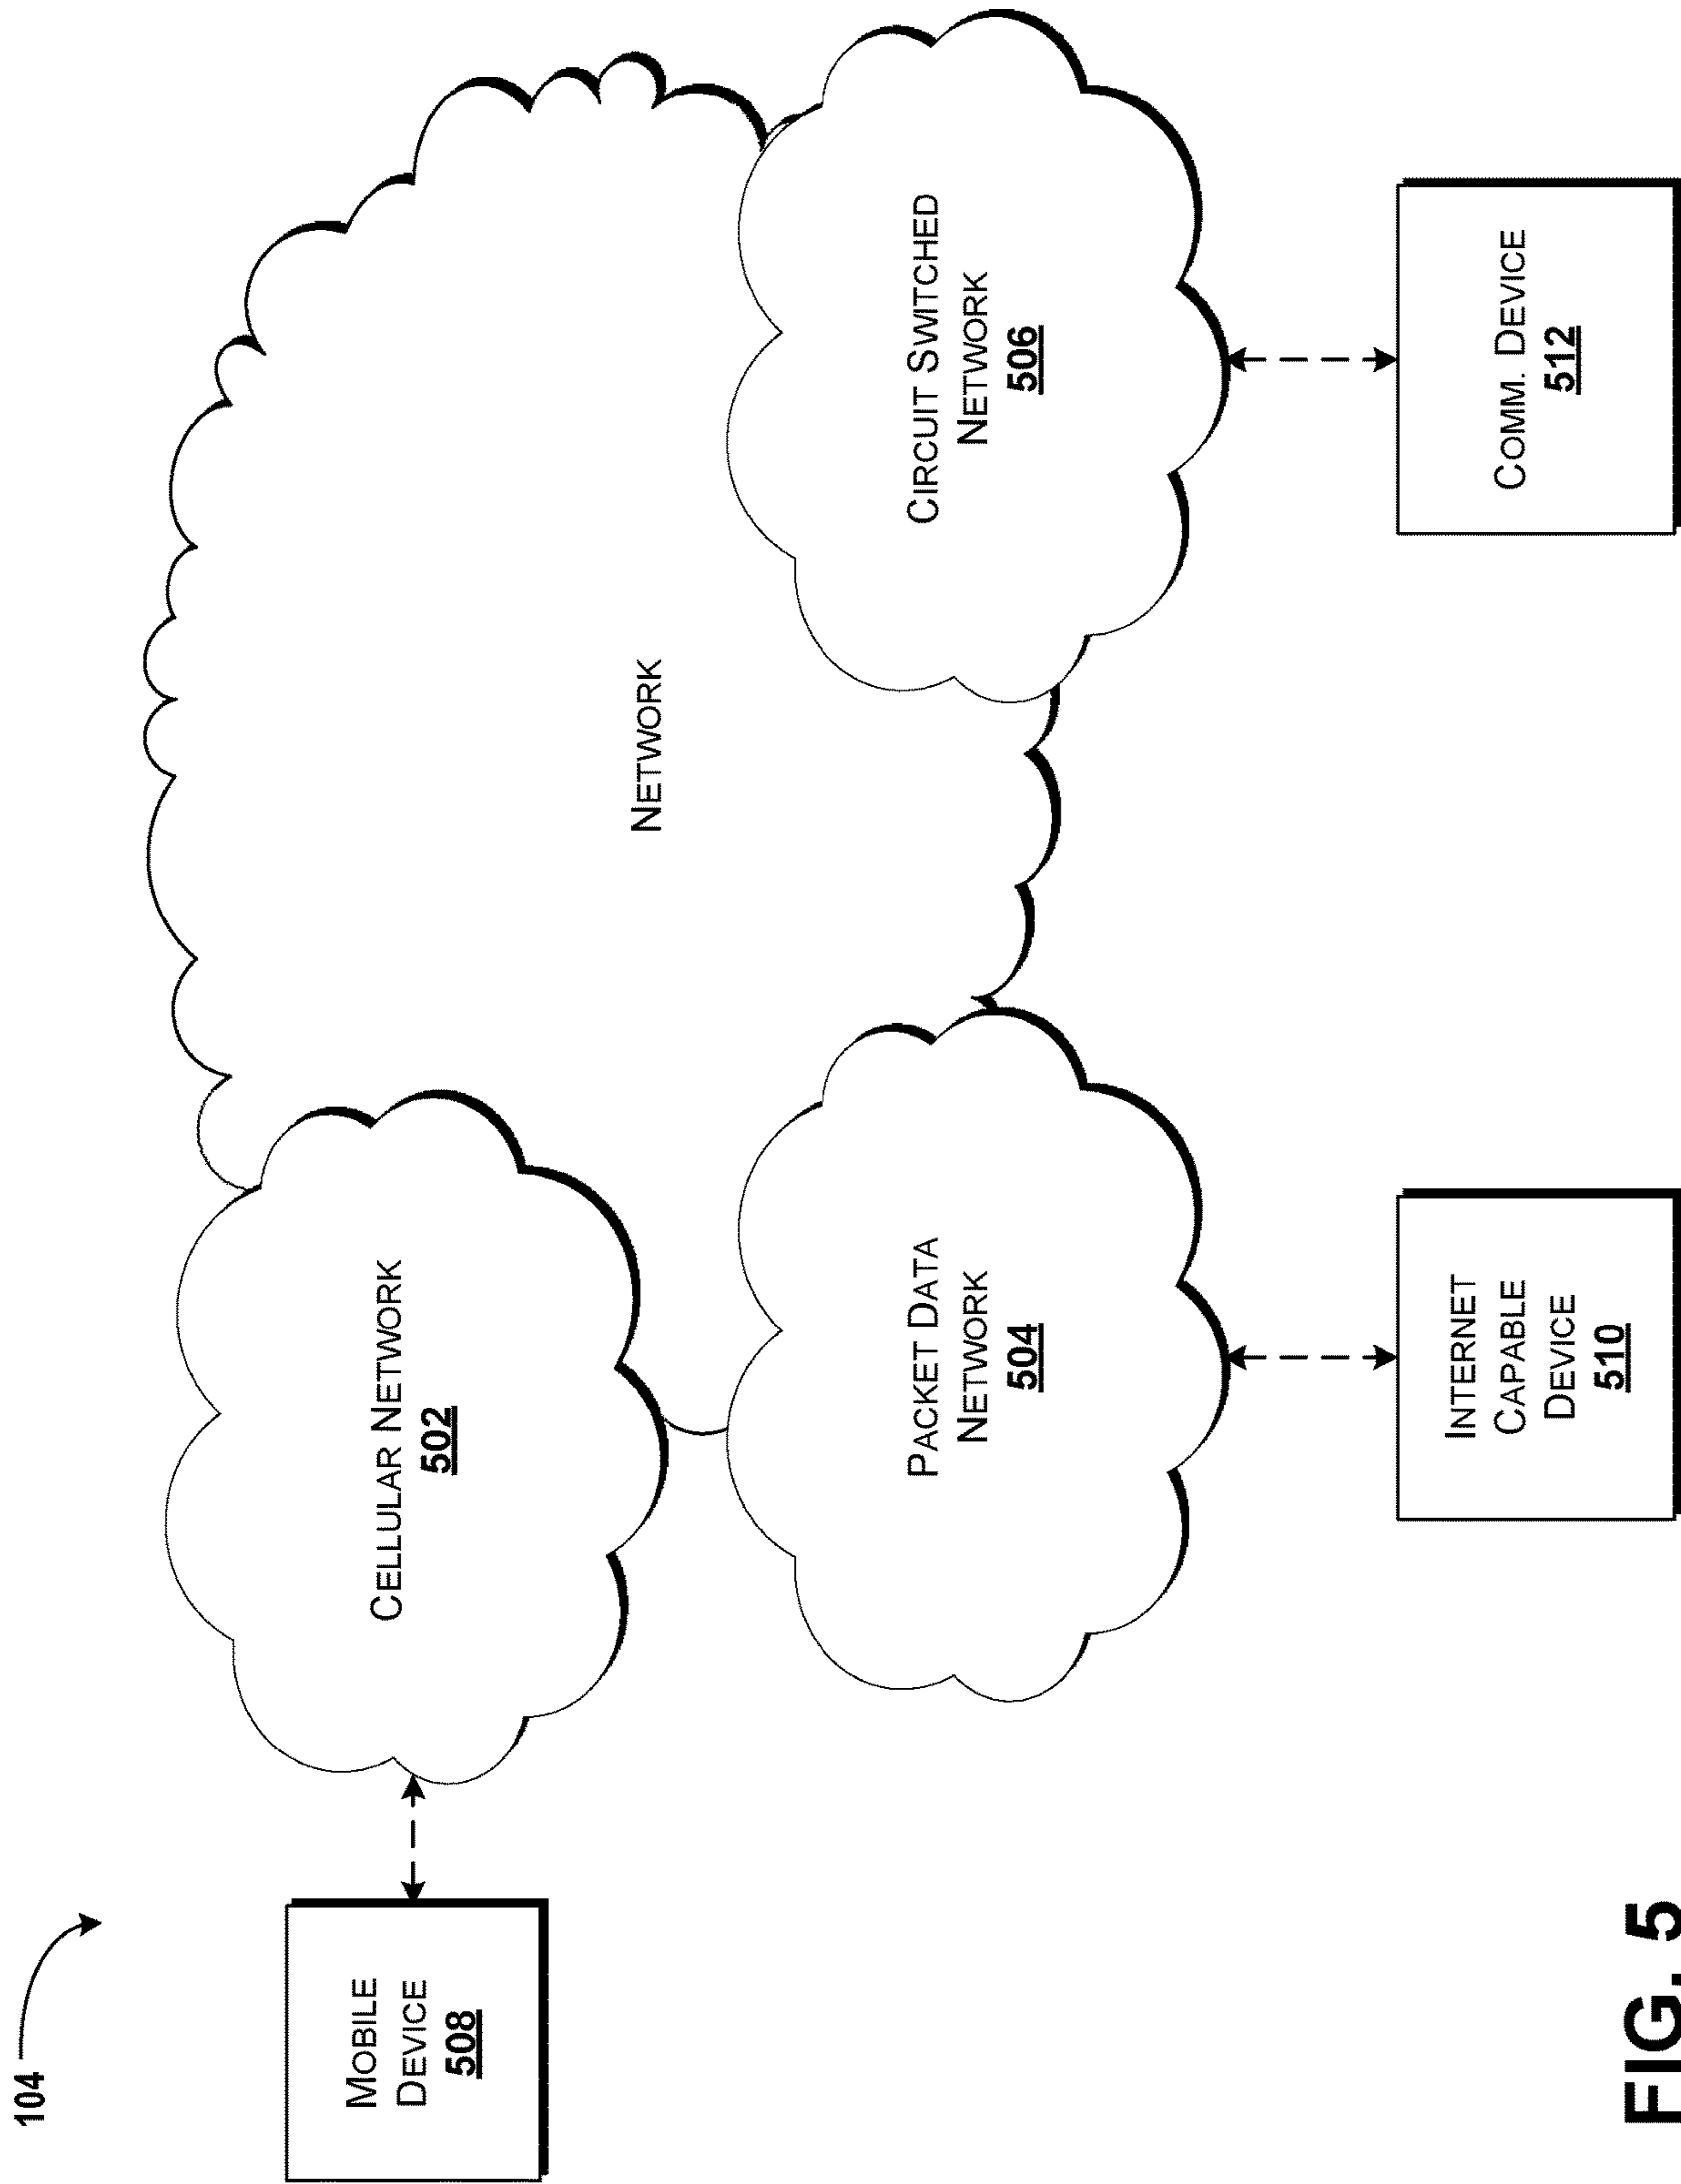 104
MOBILE
DEVICE
508
CELLULAR NETWORK
502
NETWORK
PACKET DATA
NETWORK
504
CIRCUIT SWITCHED
NETWORK
506
INTERNET
CAPABLE
DEVICE
510
COMM. DEVICE
512
FIG. 5